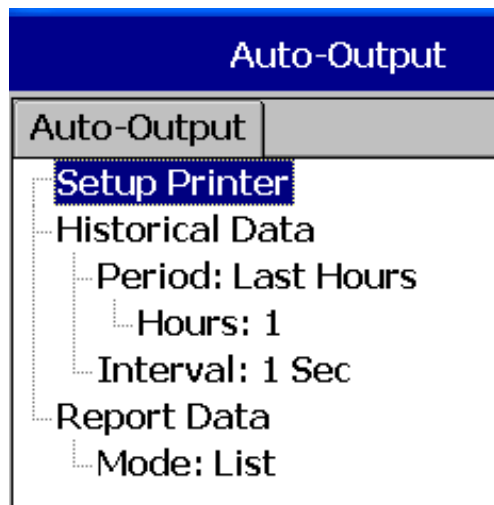 Auto-Output
Auto-Output
Setup Printer
Historical Data
Period: Last Hours
Hours: 1
Interval: 1 Sec
Report Data
Mode: List